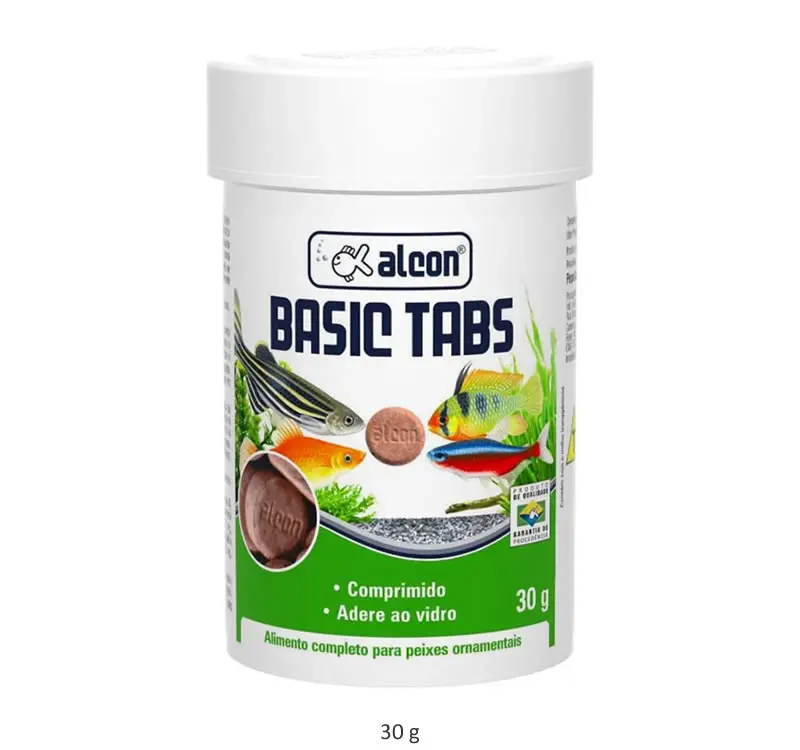 alcon®
BASIC TABS
alcon
alcon
PRODUTO
DE QUALIDADE
GARANTIA DE
PROCEDÊNCIA
• Comprimido
• Adere ao vidro
30 g
Alimento completo para peixes ornamentais
30 g